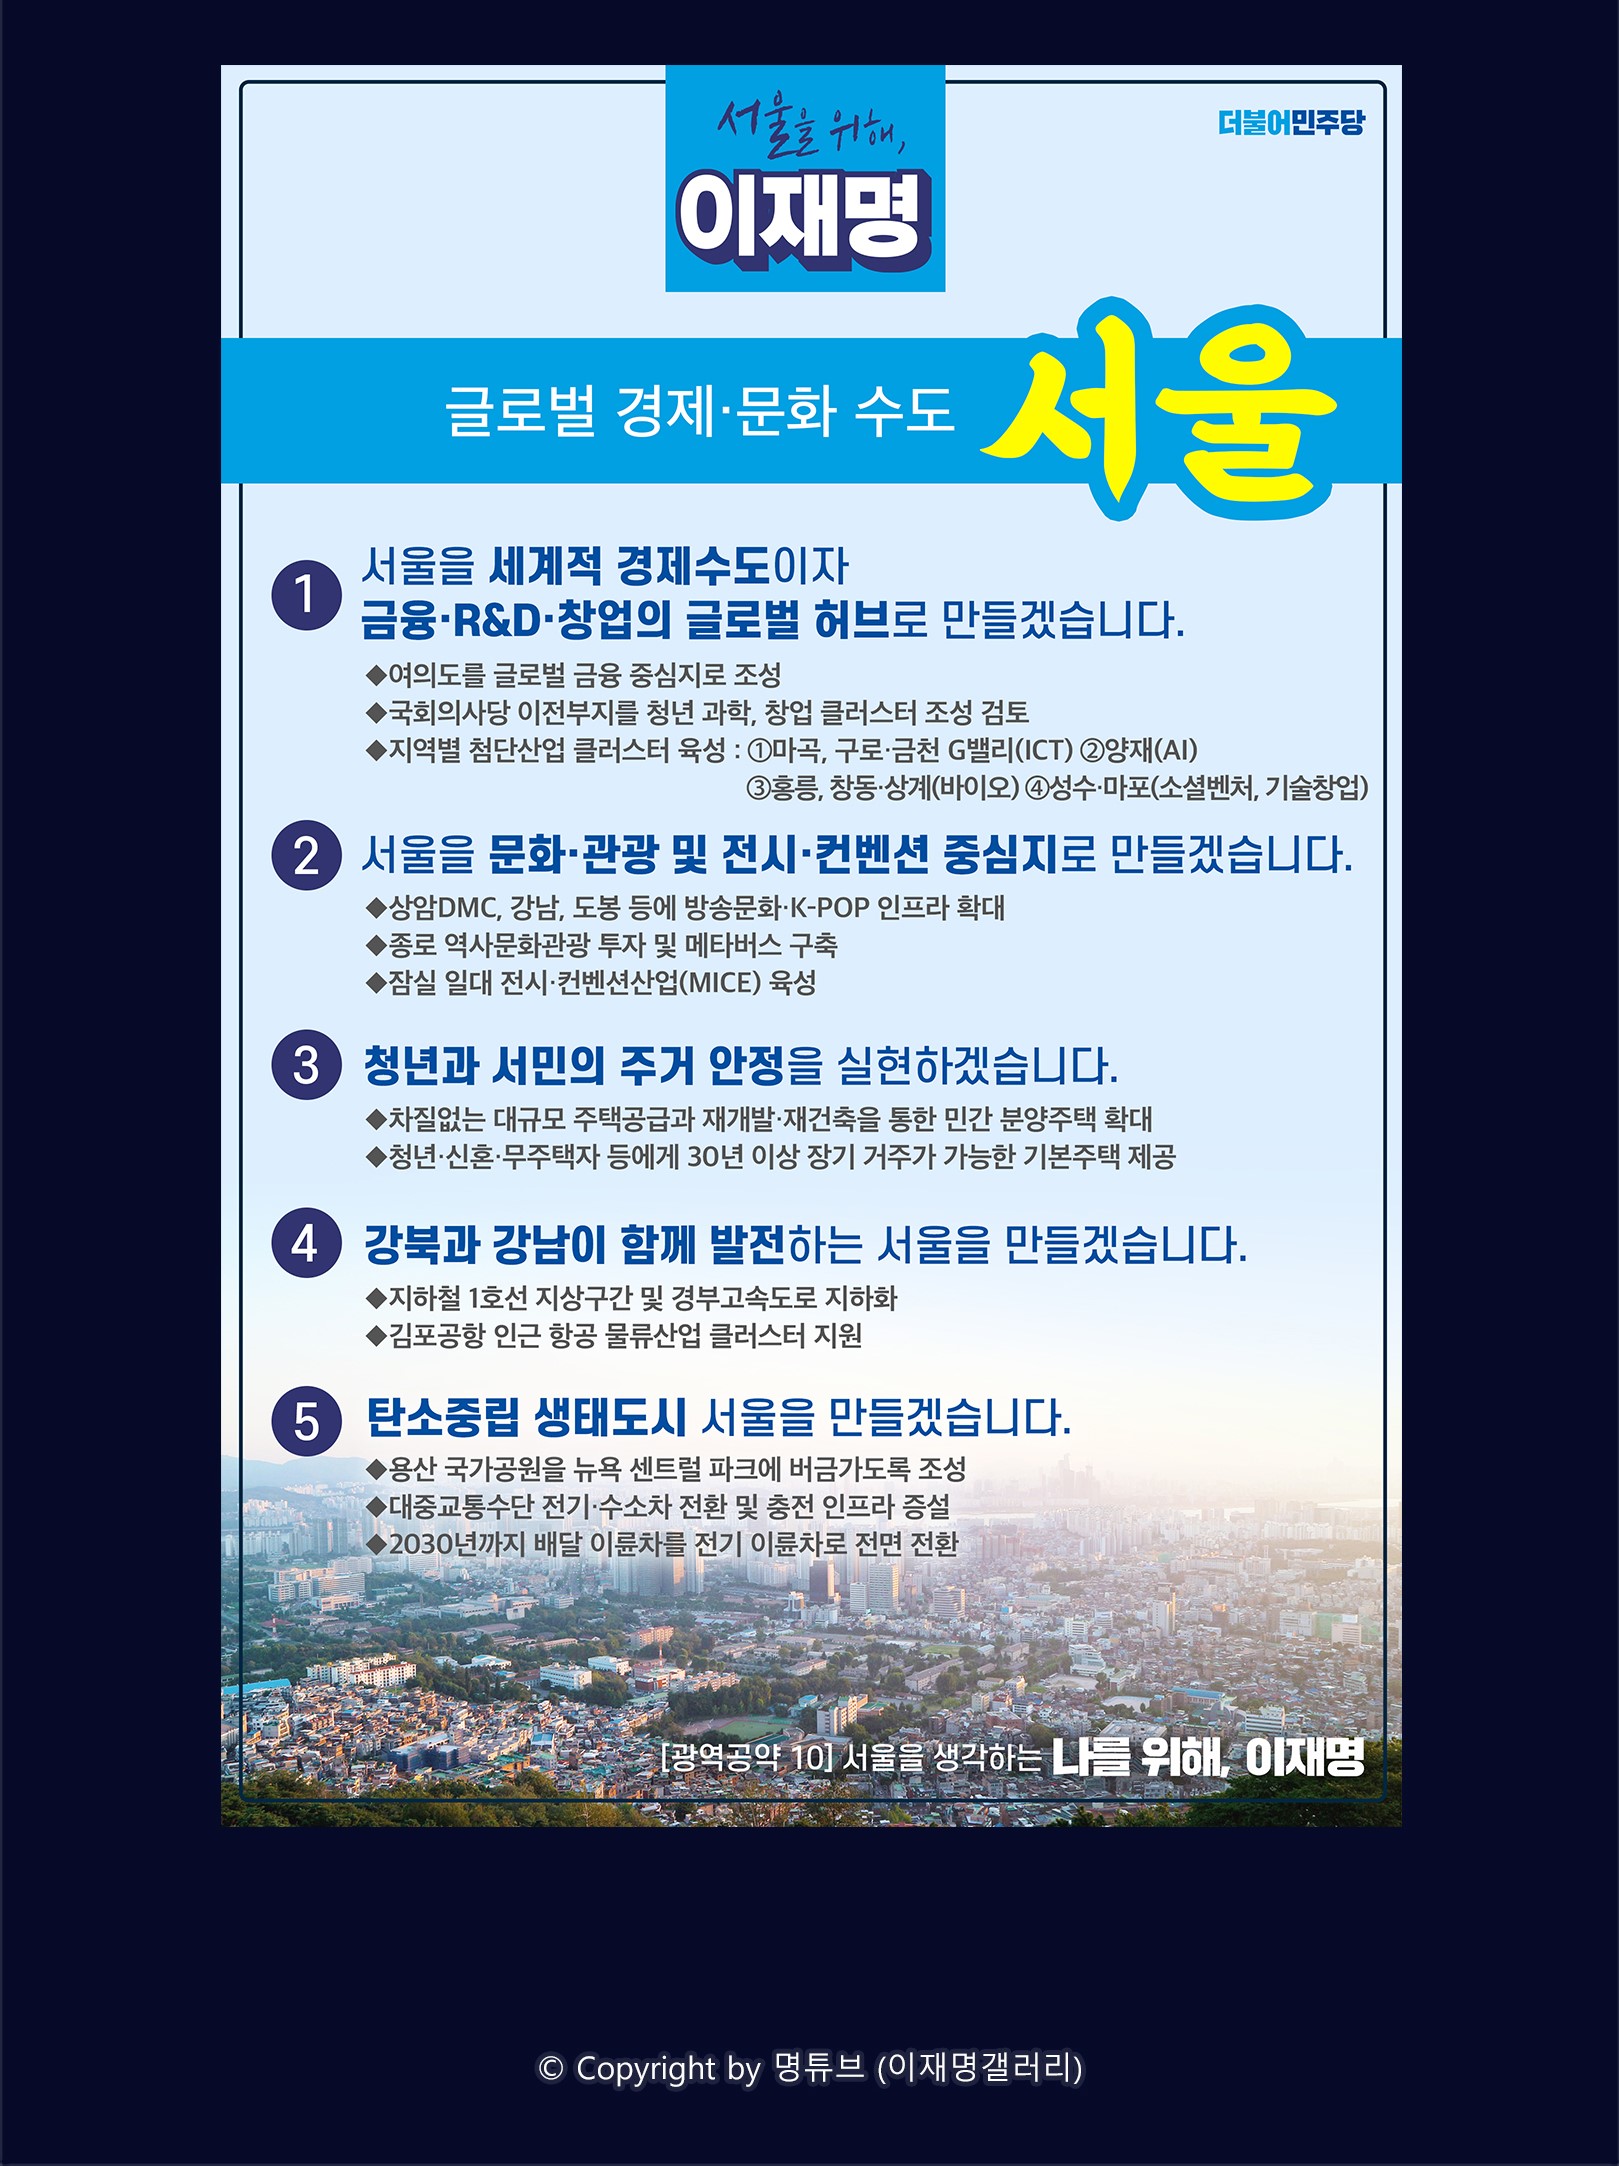 서울을 위해,
더불어민주당
이재명
글로벌 경제·문화 수도 서울
1 서울을 세계적 경제수도이자
금융·R&D·창업의 글로벌 허브로 만들겠습니다.
◆여의도를 글로벌 금융 중심지로 조성
◆국회의사당 이전부지를 청년 과학, 창업 클러스터 조성 검토
◆지역별 첨단산업 클러스터 육성 : ①마곡, 구로·금천 G밸리(ICT) ②양재(AI)
③홍릉, 창동·상계(바이오) ④성수·마포(소셜벤처, 기술창업)
2 서울을 문화·관광 및 전시·컨벤션 중심지로 만들겠습니다.
◆상암DMC, 강남, 도봉 등에 방송문화·K-POP 인프라 확대
◆종로 역사문화관광 투자 및 메타버스 구축
◆잠실 일대 전시·컨벤션산업(MICE) 육성
3 청년과 서민의 주거 안정을 실현하겠습니다.
◆차질없는 대규모 주택공급과 재개발·재건축을 통한 민간 분양주택 확대
◆청년·신혼·무주택자 등에게 30년 이상 장기 거주가 가능한 기본주택 제공
4 강북과 강남이 함께 발전하는 서울을 만들겠습니다.
◆지하철 1호선 지상구간 및 경부고속도로 지하화
◆김포공항 인근 항공 물류산업 클러스터 지원
5 탄소중립 생태도시 서울을 만들겠습니다.
◆용산 국가공원을 뉴욕 센트럴 파크에 버금가도록 조성
◆대중교통수단 전기·수소차 전환 및 충전 인프라 증설
◆2030년까지 배달 이륜차를 전기 이륜차로 전면 전환
[광역공약 10] 서울을 생각하는 나를 위해, 이재명
© Copyright by 명튜브 (이재명갤러리)